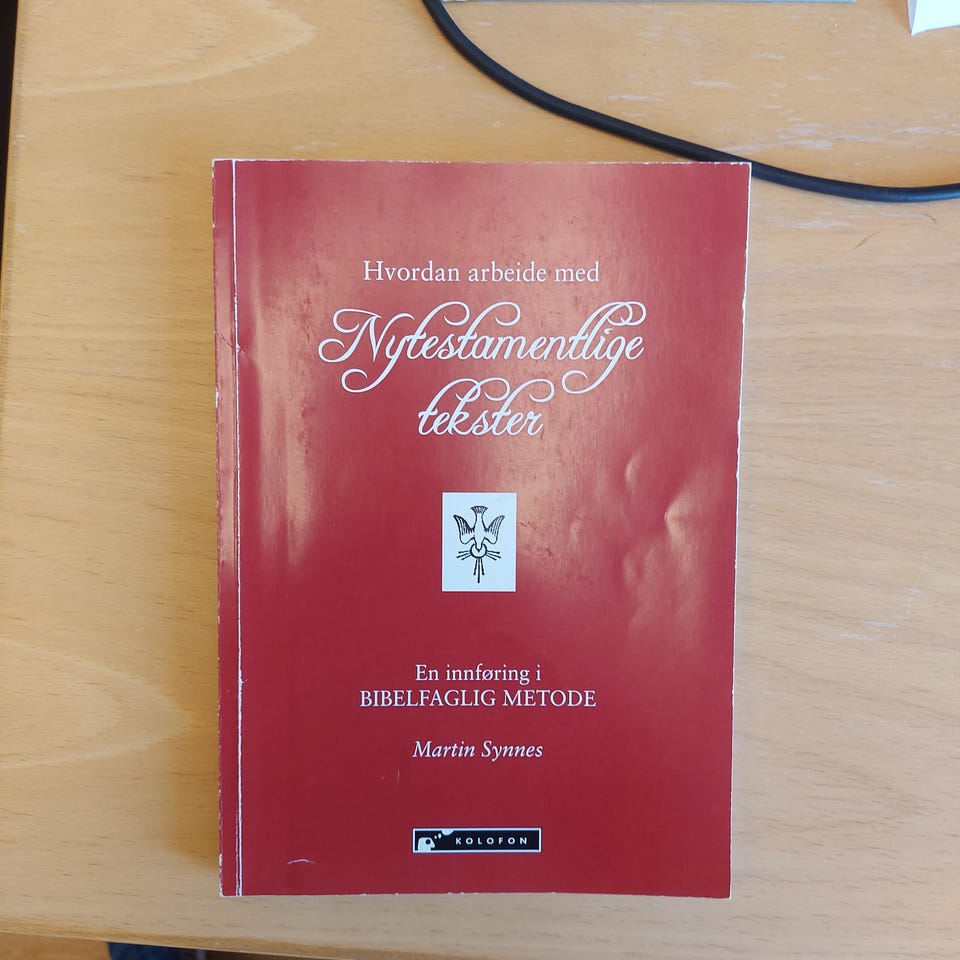 Hvordan arbeide med
Nytestamentlige
tekster
En innføring i
BIBELFAGLIG METODE
Martin Synnes
KOLOFON